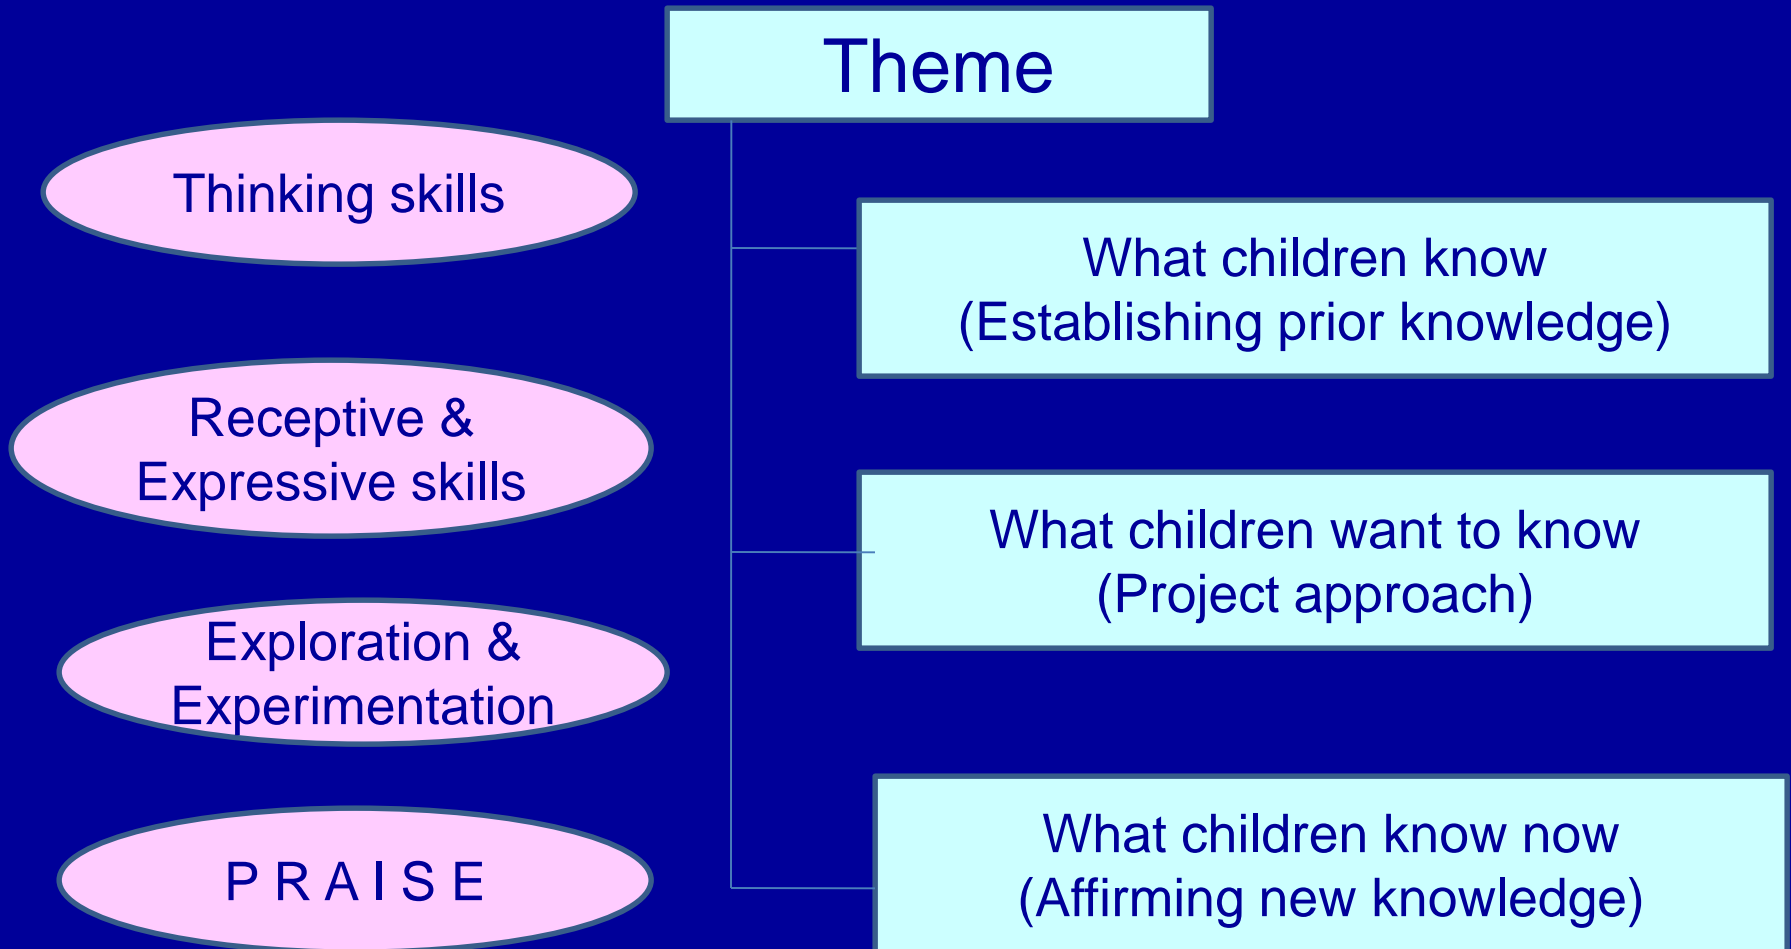 Theme
Thinking skills
What children know
(Establishing prior knowledge)
Receptive &
Expressive skills
What children want to know
(Project approach)
Exploration &
Experimentation
What children know now
(Affirming new knowledge)
P R A I S E